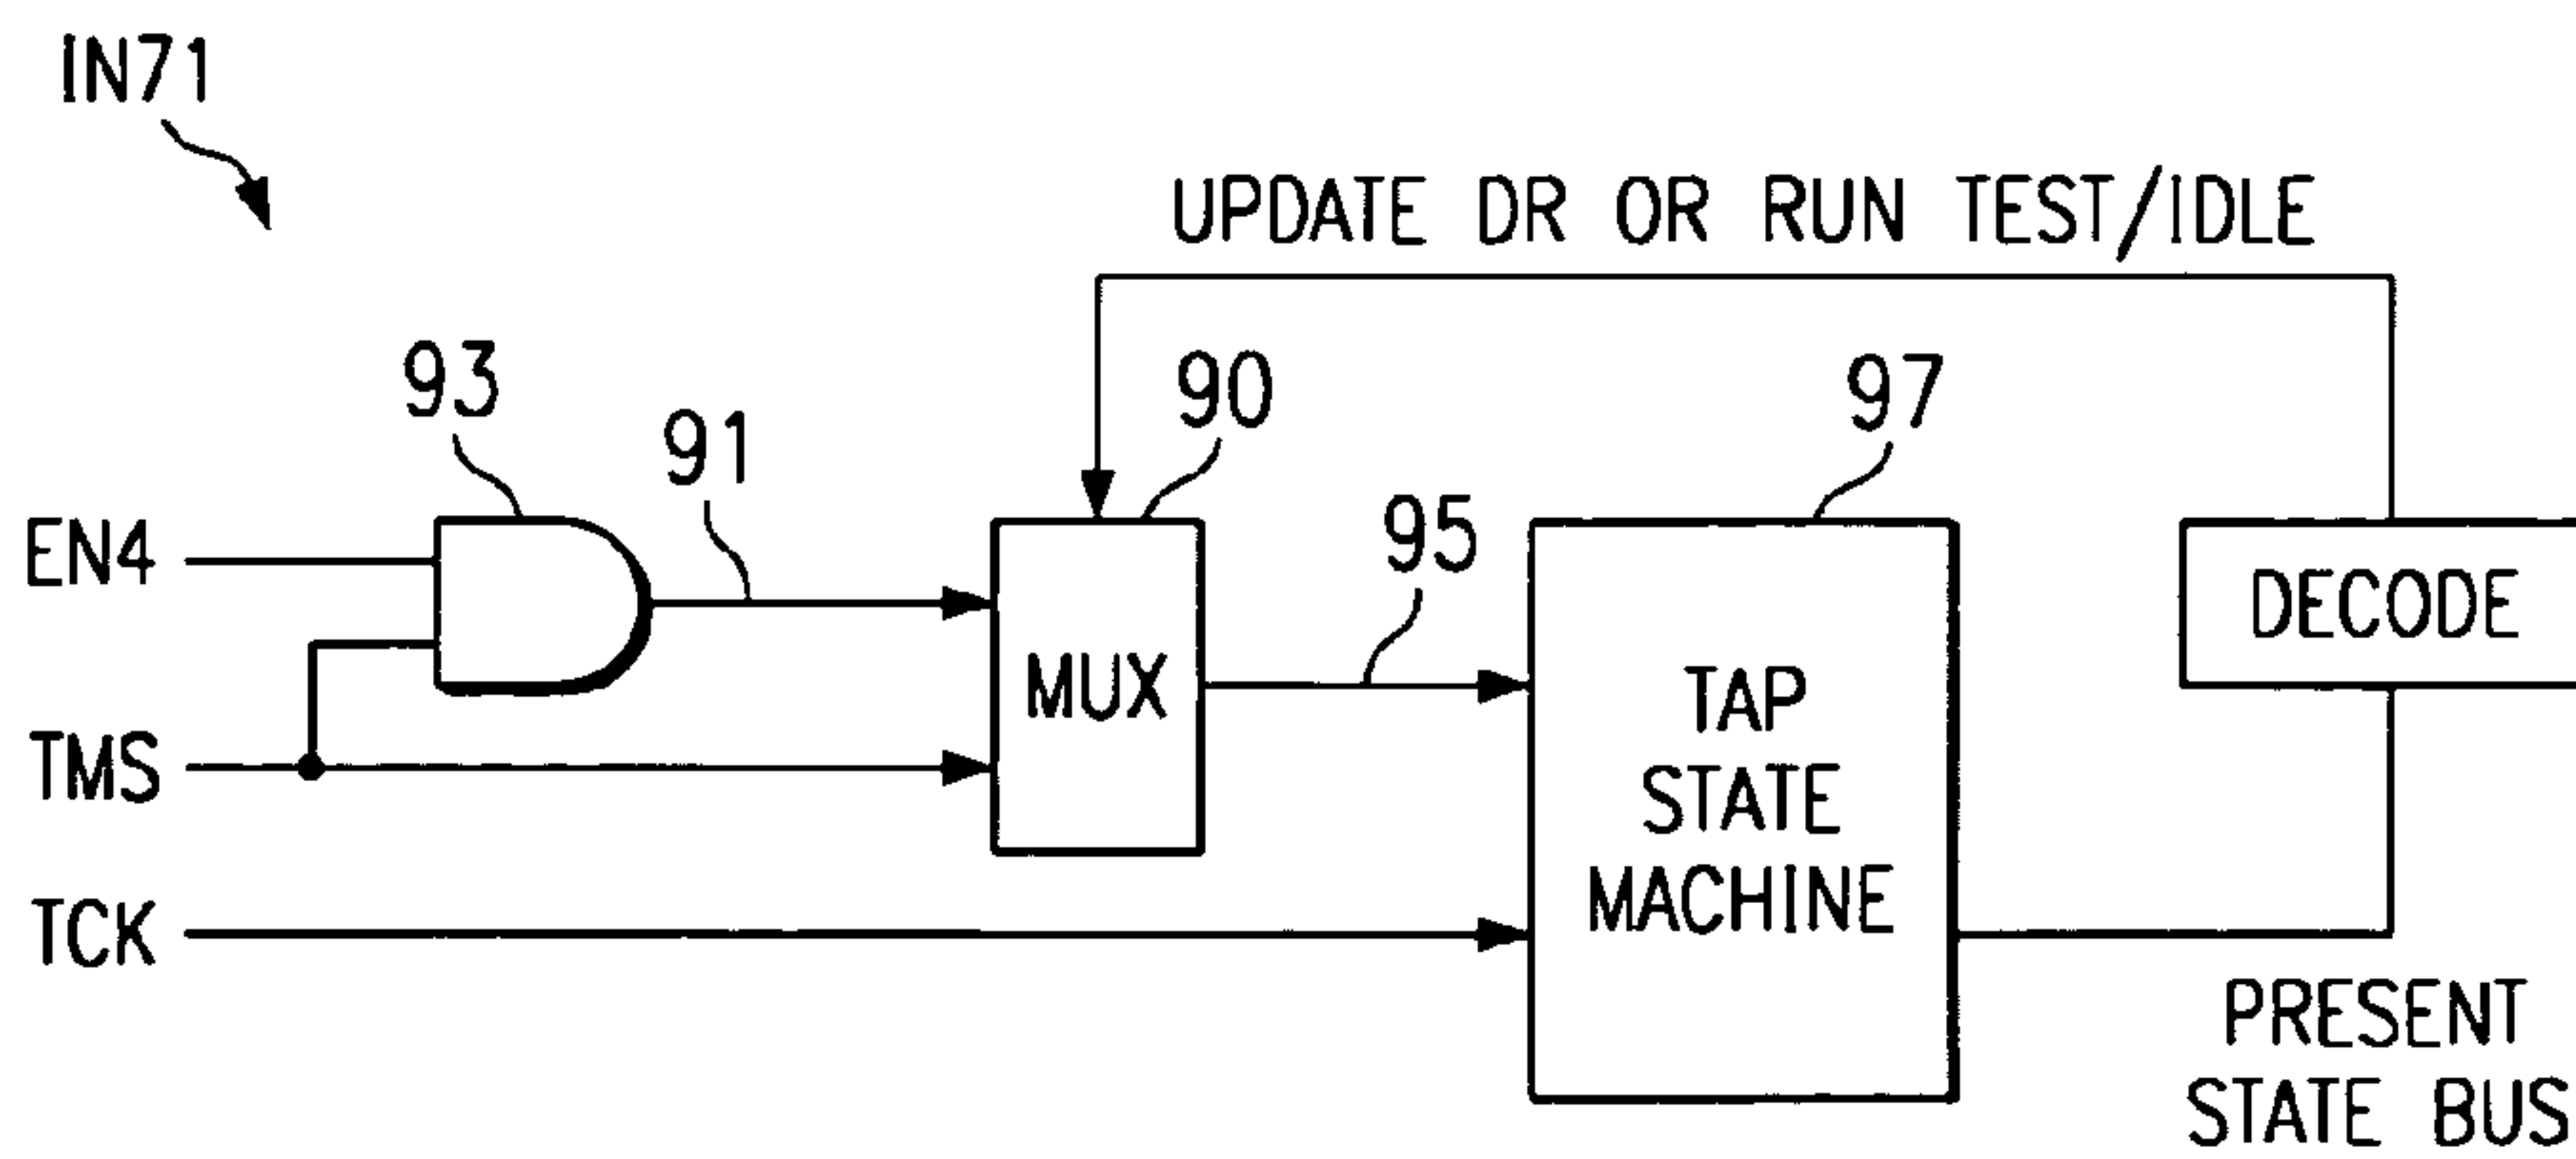 IN71
UPDATE DR OR RUN TEST/IDLE
93
91
90
97
95
EN4
DECODE
MUX
TAP
STATE
MACHINE
TMS
TCK
PRESENT
STATE BUS